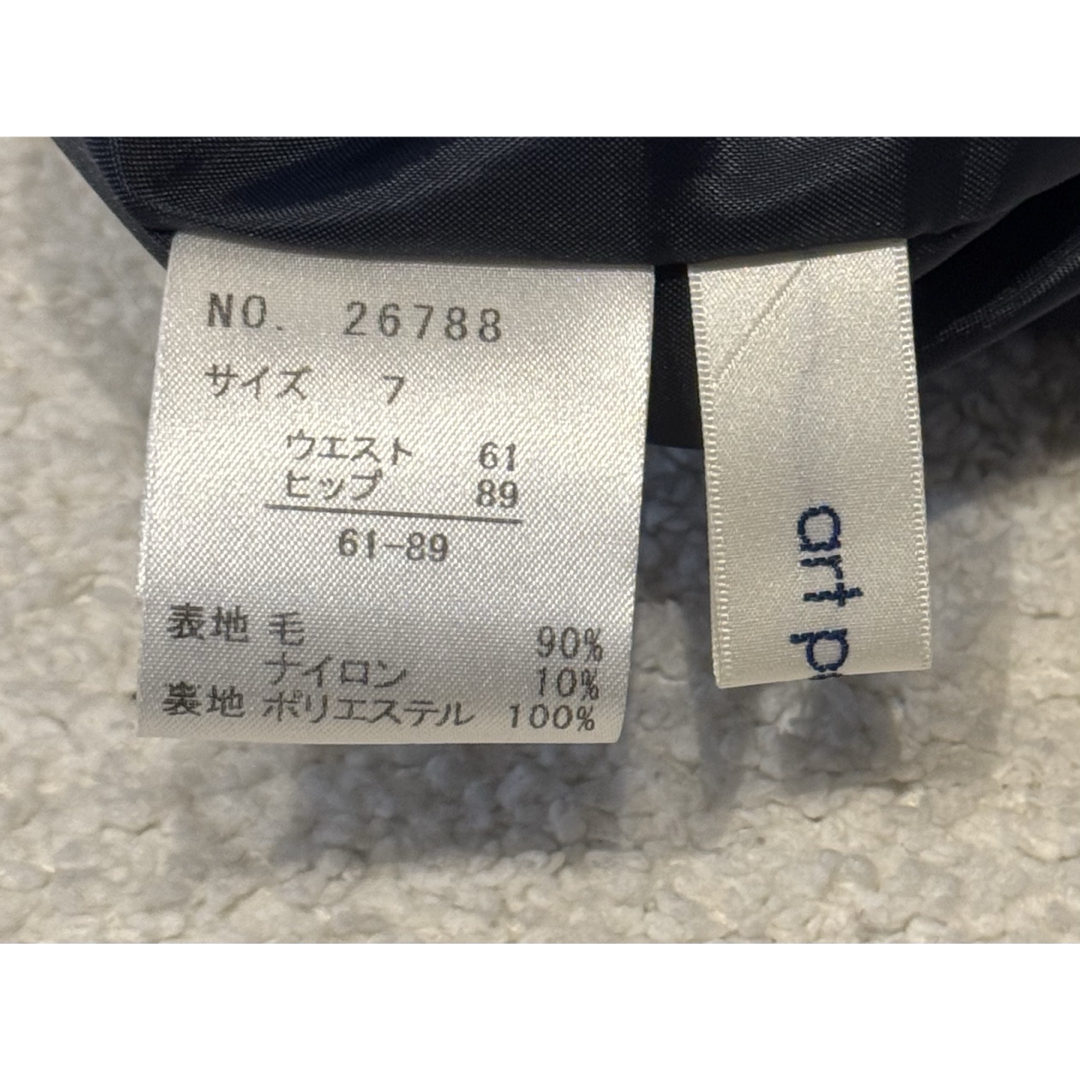 NO. 26788
サイズ 7
ウエスト 61
ヒップ 89
61-89
表地 毛 90%
ナイロン 10%
裏地 ポリエステル 100%
art